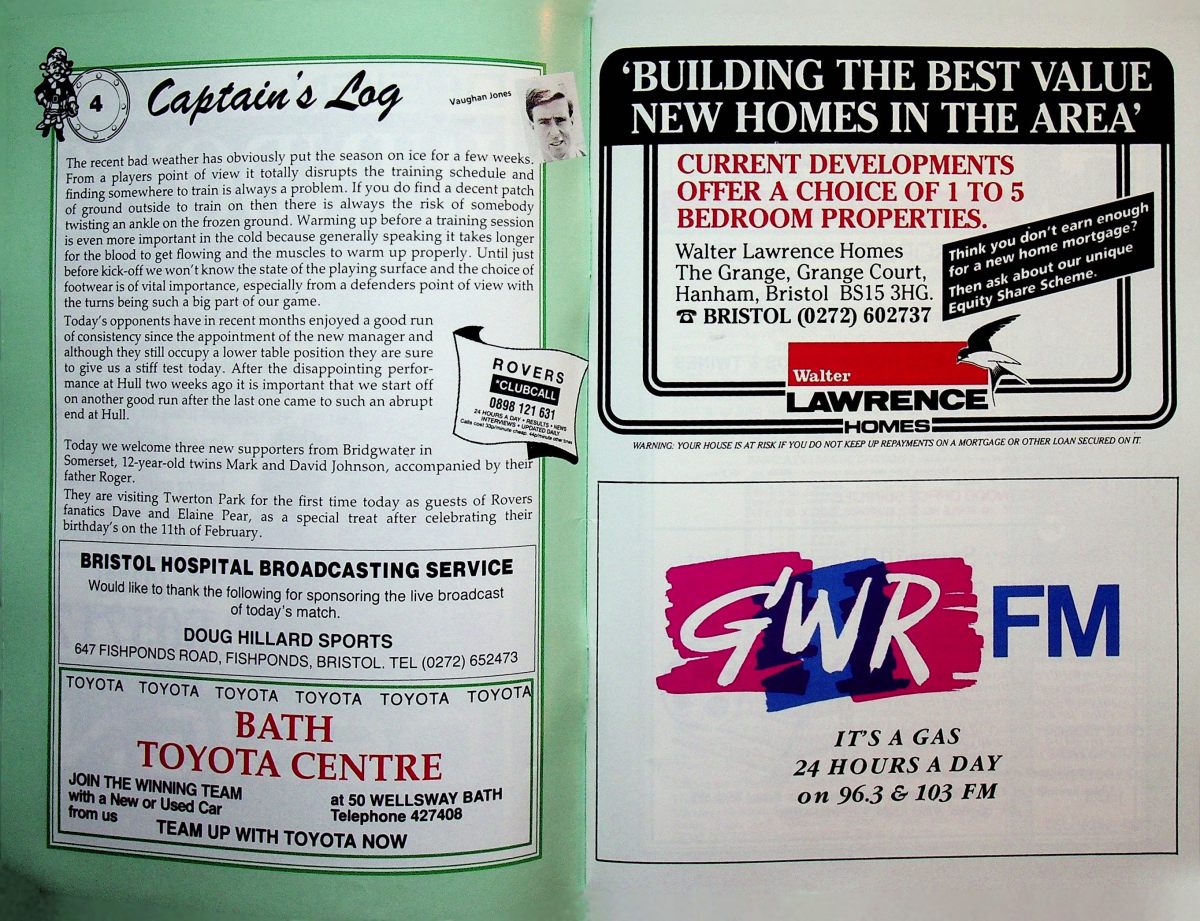 4
Captain's Log
Vaughan Jones
The recent bad weather has obviously put the season on ice for a few weeks.
From a players point of view it totally disrupts the training schedule and
finding somewhere to train is always a problem. If you do find a decent patch
of ground outside to train on then there is always the risk of somebody
twisting an ankle on the frozen ground. Warming up before a training session
is even more important in the cold because generally speaking it takes longer
for the blood to get flowing and the muscles to warm up properly. Until just
before kick-off we won't know the state of the playing surface and the choice of
footwear is of vital importance, especially from a defenders point of view with
the turns being such a big part of our game.
Today's opponents have in recent months enjoyed a good run
of consistency since the appointment of the new manager and
although they still occupy a lower table position they are sure
to give us a stiff test today. After the disappointing perfor-
mance at Hull two weeks ago it is important that we start off
on another good run after the last one came to such an abrupt
end at Hull.
ROVERS
*CLUBCALL
0898 121 631
24 HOURS A DAY • RESULTS • NEWS
INTERVIEWS • UPDATED DAILY
Calls cost 33p/minute cheap, 44p/minute other times
Today we welcome three new supporters from Bridgwater in
Somerset, 12-year-old twins Mark and David Johnson, accompanied by their
father Roger.
They are visiting Twerton Park for the first time today as guests of Rovers
fanatics Dave and Elaine Pear, as a special treat after celebrating their
birthday's on the 11th of February.
BRISTOL HOSPITAL BROADCASTING SERVICE
Would like to thank the following for sponsoring the live broadcast
of today's match.
DOUG HILLARD SPORTS
647 FISHPONDS ROAD, FISHPONDS, BRISTOL. TEL (0272) 652473
TOYOTA TOYOTA TOYOTA TOYOTA TOYOTA TOYOTA
BATH
TOYOTA CENTRE
JOIN THE WINNING TEAM
with a New or Used Car
from us
at 50 WELLSWAY BATH
Telephone 427408
TEAM UP WITH TOYOTA NOW
'BUILDING THE BEST VALUE
NEW HOMES IN THE AREA'
CURRENT DEVELOPMENTS
OFFER A CHOICE OF 1 TO 5
BEDROOM PROPERTIES.
Walter Lawrence Homes
The Grange, Grange Court,
Hanham, Bristol BS15 3HG.
☎ BRISTOL (0272) 602737
Think you don't earn enough
for a new home mortgage?
Then ask about our unique
Equity Share Scheme.
Walter
LAWRENCE
HOMES
WARNING: YOUR HOUSE IS AT RISK IF YOU DO NOT KEEP UP REPAYMENTS ON A MORTGAGE OR OTHER LOAN SECURED ON IT.
GWR FM
IT'S A GAS
24 HOURS A DAY
on 96.3 & 103 FM